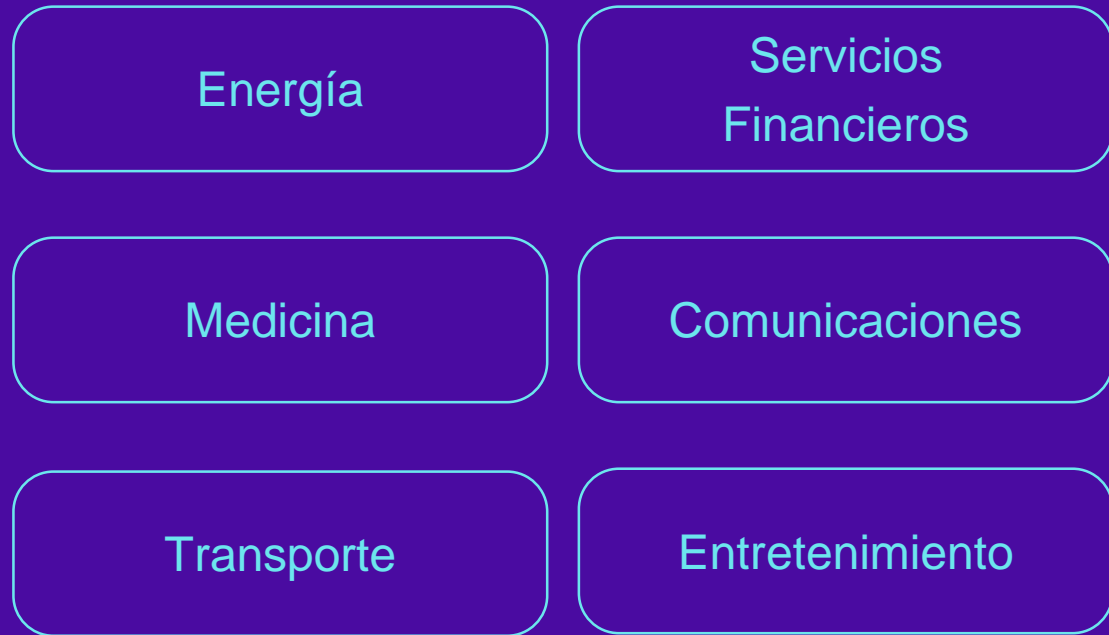 Energía
Servicios
Financieros
Medicina
Comunicaciones
Transporte
Entretenimiento